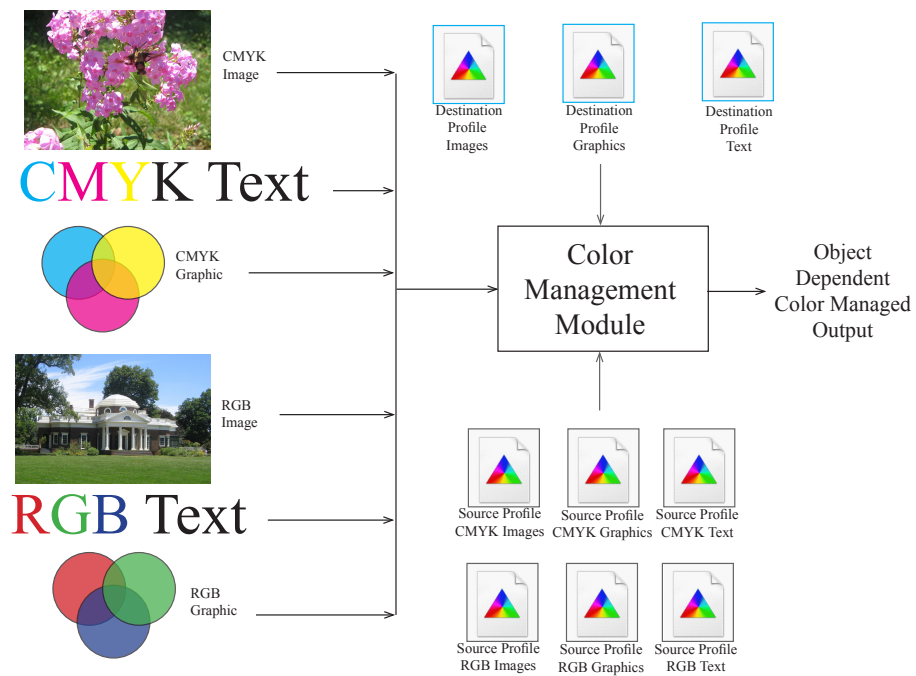 CMYK
Image
CMYK Text
CMYK
Graphic
RGB
Image
RGB Text
RGB
Graphic
Destination
Profile
Images
Destination
Profile
Graphics
Destination
Profile
Text
Color
Management
Module
Object
Dependent
Color Managed
Output
Source Profile
CMYK Images
Source Profile
CMYK Graphics
Source Profile
CMYK Text
Source Profile
RGB Images
Source Profile
RGB Graphics
Source Profile
RGB Text